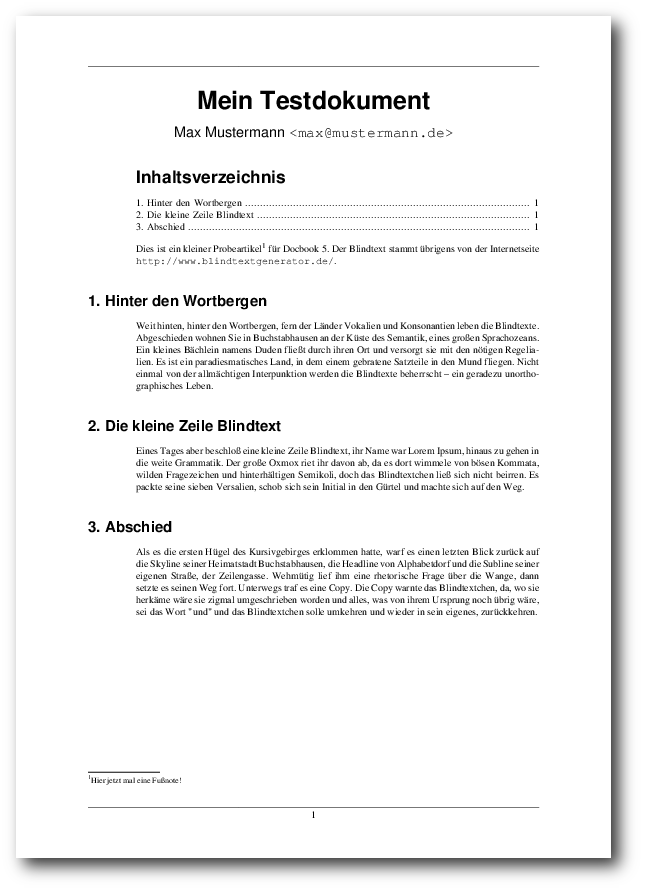 Mein Testdokument
Max Mustermann <max@mustermann.de>
Inhaltsverzeichnis
1. Hinter den Wortbergen ............................................................................................... 1
2. Die kleine Zeile Blindtext ........................................................................................... 1
3. Abschied .................................................................................................................. 1
Dies ist ein kleiner Probeartikel¹ für Docbook 5. Der Blindtext stammt übrigens von der Internetseite
http://www.blindtextgenerator.de/.
1. Hinter den Wortbergen
Weit hinten, hinter den Wortbergen, fern der Länder Vokalien und Konsonantien leben die Blindtexte.
Abgeschieden wohnen Sie in Buchstabhausen an der Küste des Semantik, eines großen Sprachozeans.
Ein kleines Bächlein namens Duden fließt durch ihren Ort und versorgt sie mit den nötigen Regelia-
lien. Es ist ein paradiesmatisches Land, in dem einem gebratene Satzteile in den Mund fliegen. Nicht
einmal von der allmächtigen Interpunktion werden die Blindtexte beherrscht – ein geradezu unortho-
graphisches Leben.
2. Die kleine Zeile Blindtext
Eines Tages aber beschloß eine kleine Zeile Blindtext, ihr Name war Lorem Ipsum, hinaus zu gehen in
die weite Grammatik. Der große Oxmox riet ihr davon ab, da es dort wimmele von bösen Kommata,
wilden Fragezeichen und hinterhältigen Semikoli, doch das Blindtextchen ließ sich nicht beirren. Es
packte seine sieben Versalien, schob sich sein Initial in den Gürtel und machte sich auf den Weg.
3. Abschied
Als es die ersten Hügel des Kursivgebirges erklommen hatte, warf es einen letzten Blick zurück auf
die Skyline seiner Heimatstadt Buchstabhausen, die Headline von Alphabetdorf und die Subline seiner
eigenen Straße, der Zeilengasse. Wehmütig lief ihm eine rhetorische Frage über die Wange, dann
setzte es seinen Weg fort. Unterwegs traf es eine Copy. Die Copy warnte das Blindtextchen, da, wo sie
herkäme wäre sie zigmal umgeschrieben worden und alles, was von ihrem Ursprung noch übrig wäre,
sei das Wort "und" und das Blindtextchen solle umkehren und wieder in sein eigenes, zurückkehren.
¹Hier jetzt mal eine Fußnote!
1